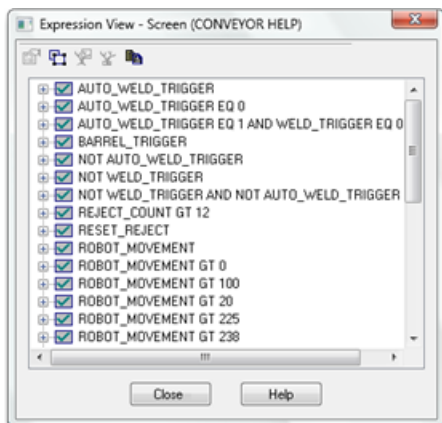 Expression View - Screen (CONVEYOR HELP)
AUTO_WELD_TRIGGER
AUTO_WELD_TRIGGER EQ 0
AUTO_WELD_TRIGGER EQ 1 AND WELD_TRIGGER EQ 0
BARREL_TRIGGER
NOT AUTO_WELD_TRIGGER
NOT WELD_TRIGGER
NOT WELD_TRIGGER AND NOT AUTO_WELD_TRIGGER
REJECT_COUNT GT 12
RESET_REJECT
ROBOT_MOVEMENT
ROBOT_MOVEMENT GT 0
ROBOT_MOVEMENT GT 100
ROBOT_MOVEMENT GT 20
ROBOT_MOVEMENT GT 225
ROBOT_MOVEMENT GT 238
Close Help